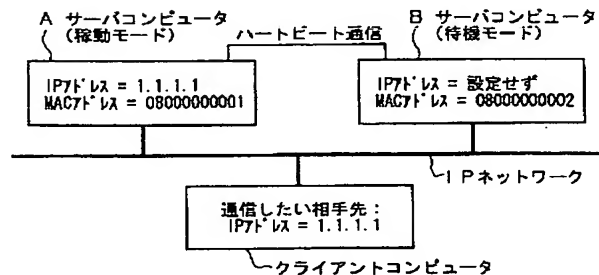 A サーバコンピュータ
(稼動モード)
ハートビート通信
B サーバコンピュータ
(待機モード)
IPアドレス = 1.1.1.1
MACアドレス = 08000000001
IPアドレス = 設定せず
MACアドレス = 08000000002
IPネットワーク
通信したい相手先:
IPアドレス = 1.1.1.1
クライアントコンピュータ